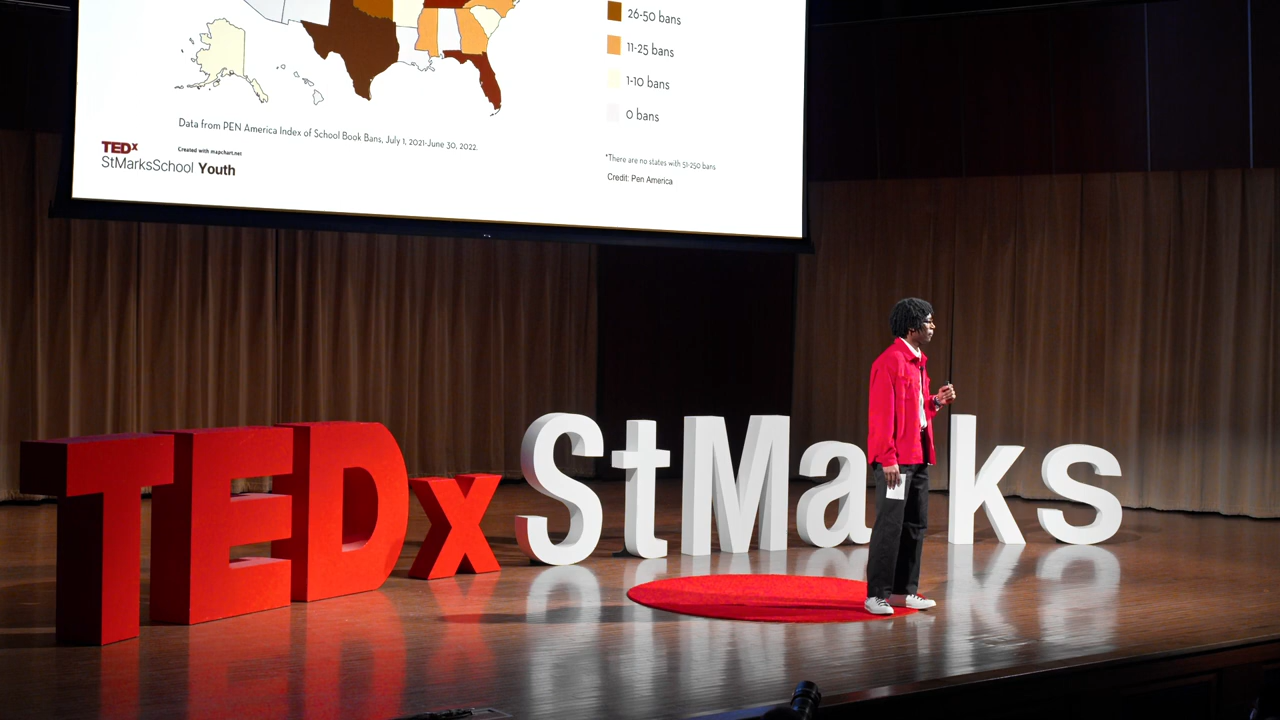 26-50 bans
11-25 bans
1-10 bans
0 bans
Data from PEN America Index of School Book Bans, July 1, 2021-June 30, 2022.
*There are no states with 51-250 bans
Credit: Pen America
TEDx
Created with mapchart.net
StMarksSchool Youth
TEDxStMa ks